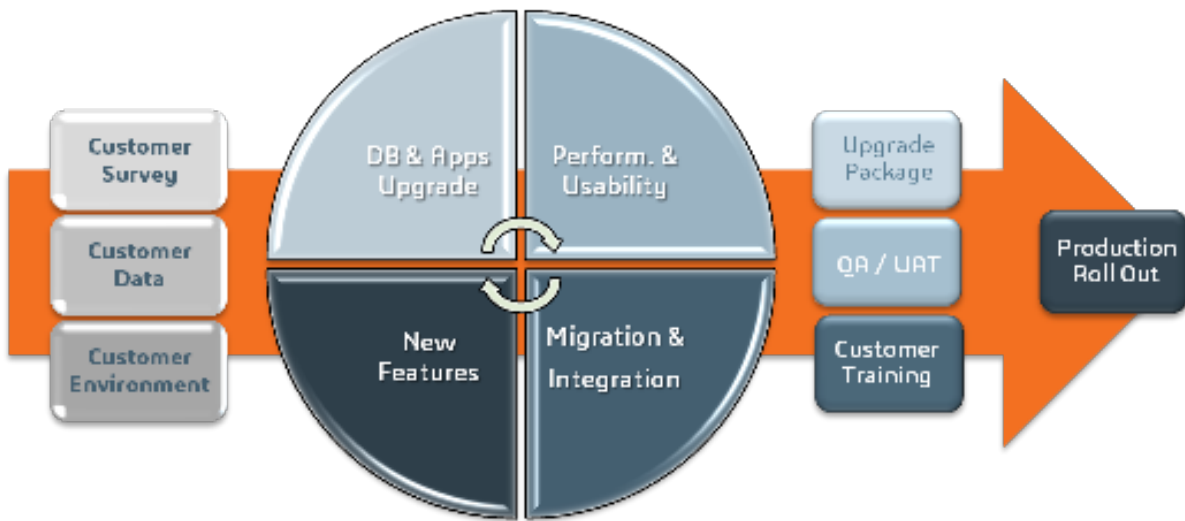 Customer
Survey
Customer
Data
Customer
Environment
DB & Apps
Upgrade
Perform. &
Usability
New
Features
Migration &
Integration
Upgrade
Package
QA / UAT
Customer
Training
Production
Roll Out